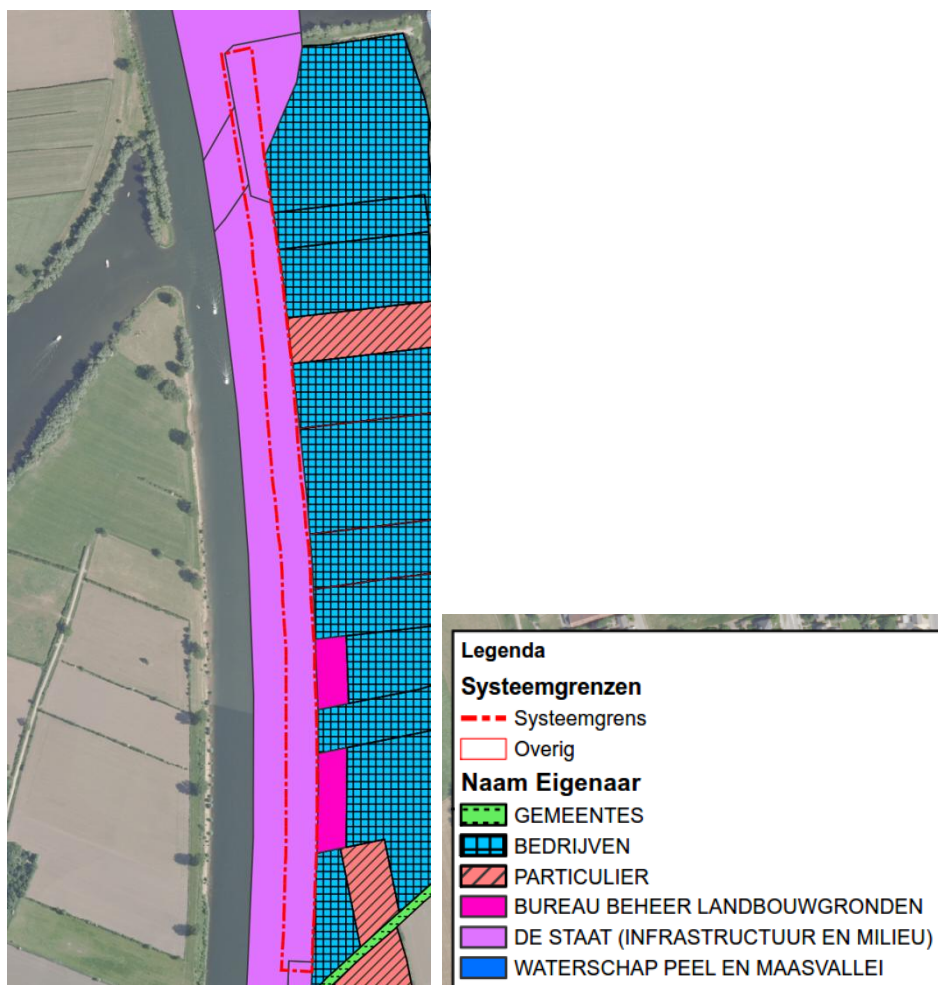 Legenda
Systeemgrenzen
Systeemgrens
Overig
Naam Eigenaar
GEMEENTES
BEDRIJVEN
PARTICULIER
BUREAU BEHEER LANDBOUWGRONDEN
DE STAAT (INFRASTRUCTUUR EN MILIEU)
WATERSCHAP PEEL EN MAASVALLEI